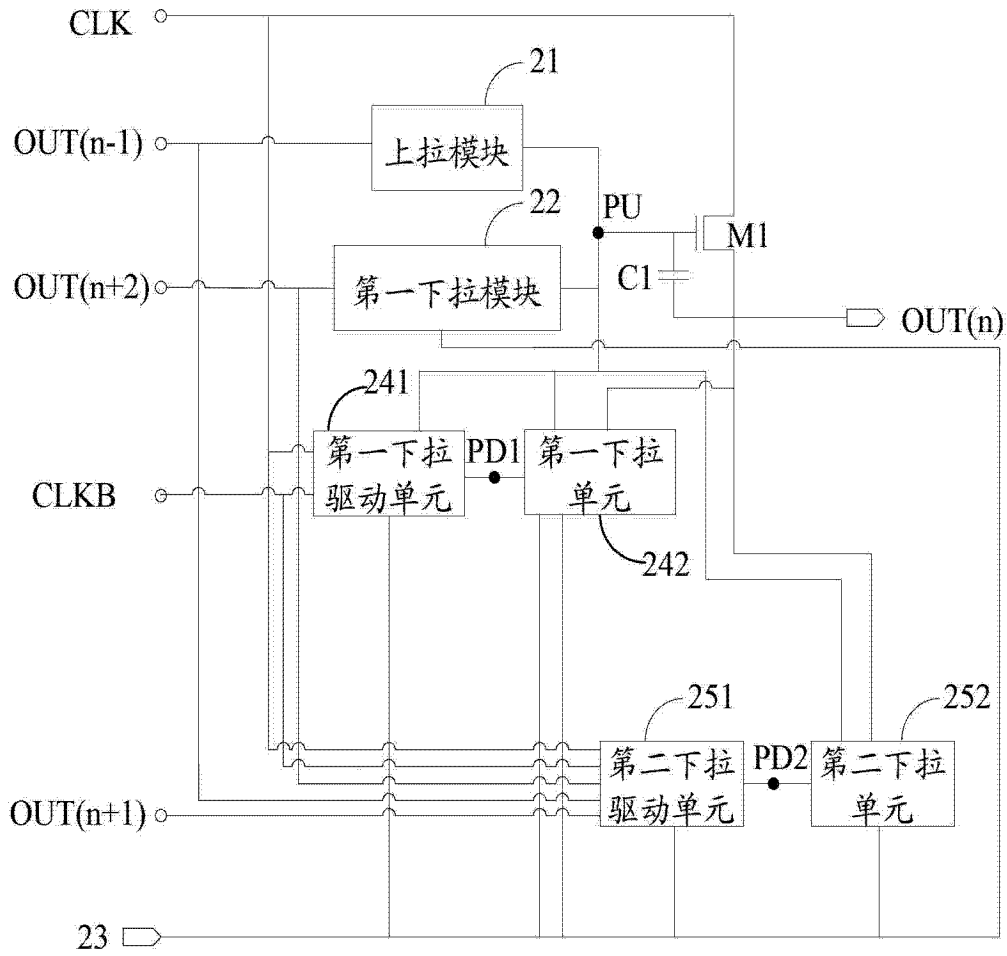 CLK
21
OUT(n-1)
上拉模块
PU
22
M1
OUT(n+2)
第一下拉模块
C1
OUT(n)
241
第一下拉
驱动单元
PD1
第一下拉
单元
CLKB
242
251
252
第二下拉
驱动单元
PD2
第二下拉
单元
OUT(n+1)
23